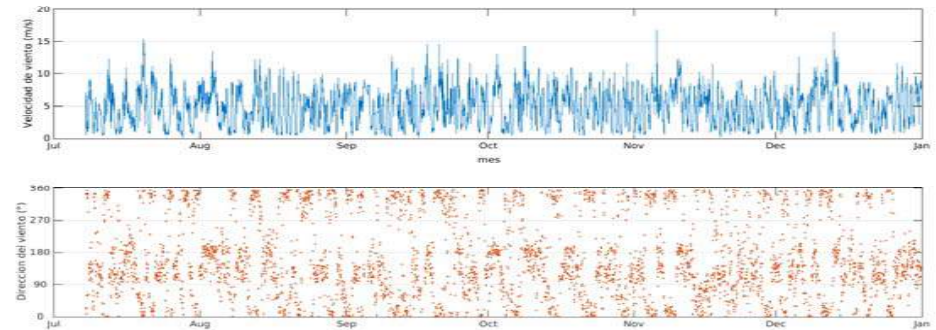 Velocidad de viento (m/s)
20
15
10
5
0
Jul Aug Sep Oct Nov Dec Jan
mes
Direcion del viento (°)
360
270
180
90
0
Jul Aug Sep Oct Nov Dec Jan